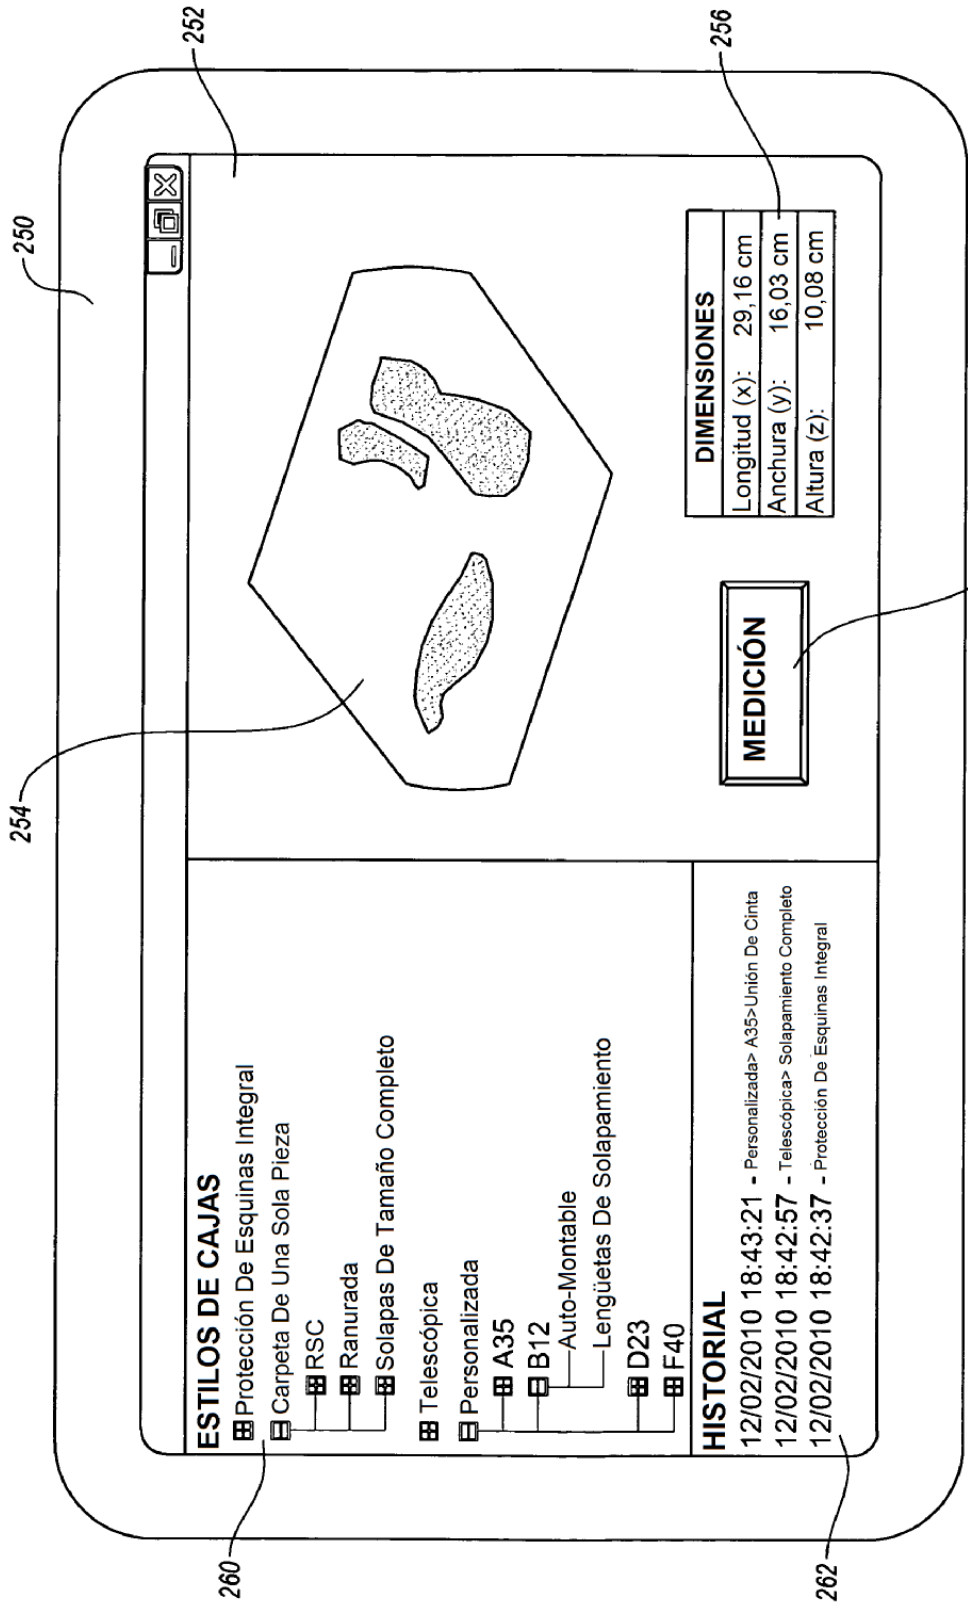 250
252
254
ESTILOS DE CAJAS
Protección De Esquinas Integral
Carpeta De Una Sola Pieza
RSC
Ranurada
Solapas De Tamaño Completo
Telescópica
Personalizada
A35
B12
Auto-Montable
Lengüetas De Solapamiento
D23
F40
260
HISTORIAL
12/02/2010 18:43:21 - Personalizada> A35>Unión De Cinta
12/02/2010 18:42:57 - Telescópica> Solapamiento Completo
12/02/2010 18:42:37 - Protección De Esquinas Integral
262
MEDICIÓN
DIMENSIONES
Longitud (x): 29,16 cm
Anchura (y): 16,03 cm
Altura (z): 10,08 cm
256